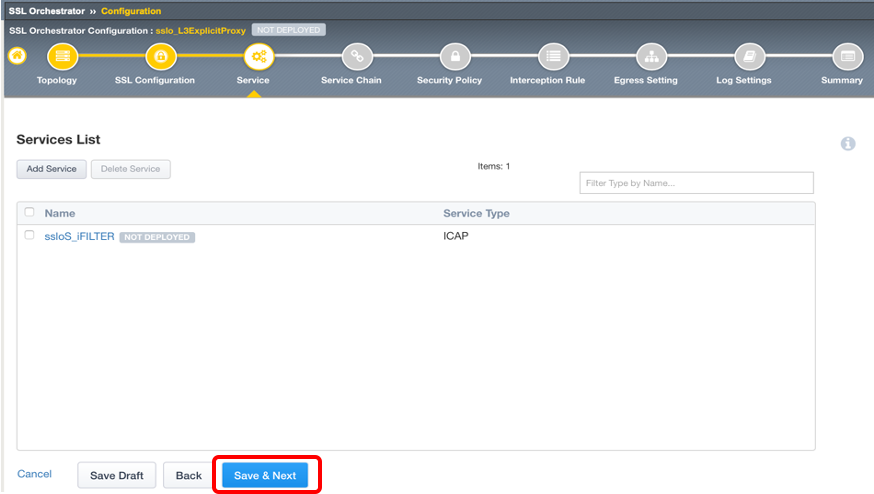 SSL Orchestrator ›› Configuration
SSL Orchestrator Configuration : sslo_L3ExplicitProxy NOT DEPLOYED
Topology SSL Configuration Service Service Chain Security Policy Interception Rule Egress Setting Log Settings Summary
Services List
Add Service Delete Service Items: 1
Filter Type by Name...
Name Service Type
ssloS_iFILTER NOT DEPLOYED ICAP
Cancel Save Draft Back Save & Next